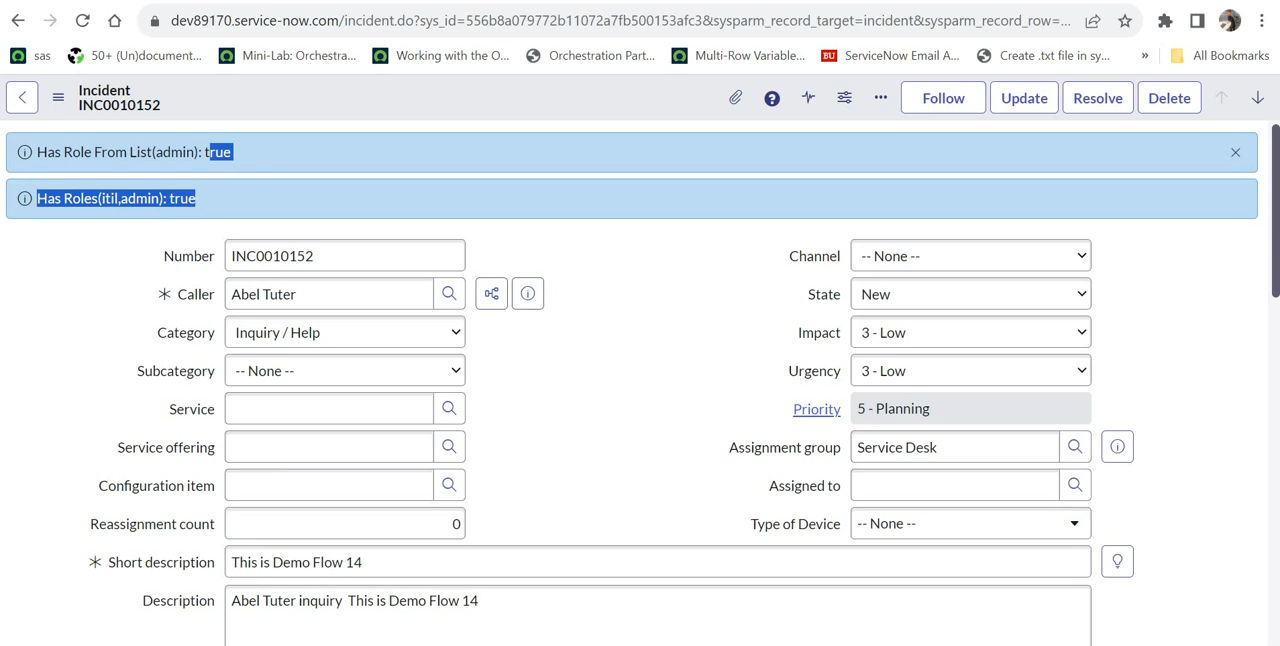 dev89170.service-now.com/incident.do?sys_id=556b8a079772b11072a7fb500153afc3&sysparm_record_target=incident&sysparm_record_row=...
sas 50+ (Un)document... Mini-Lab: Orchestra... Working with the O... Orchestration Part... Multi-Row Variable... BU ServiceNow Email A... Create .txt file in sy... » All Bookmarks
Incident
INC0010152
Follow Update Resolve Delete
Has Role From List(admin): true
Has Roles(itil,admin): true
Number INC0010152 Channel -- None --
Caller Abel Tuter State New
Category Inquiry / Help Impact 3 - Low
Subcategory -- None -- Urgency 3 - Low
Service Priority 5 - Planning
Service offering Assignment group Service Desk
Configuration item Assigned to
Reassignment count 0 Type of Device -- None --
Short description This is Demo Flow 14
Description Abel Tuter inquiry This is Demo Flow 14